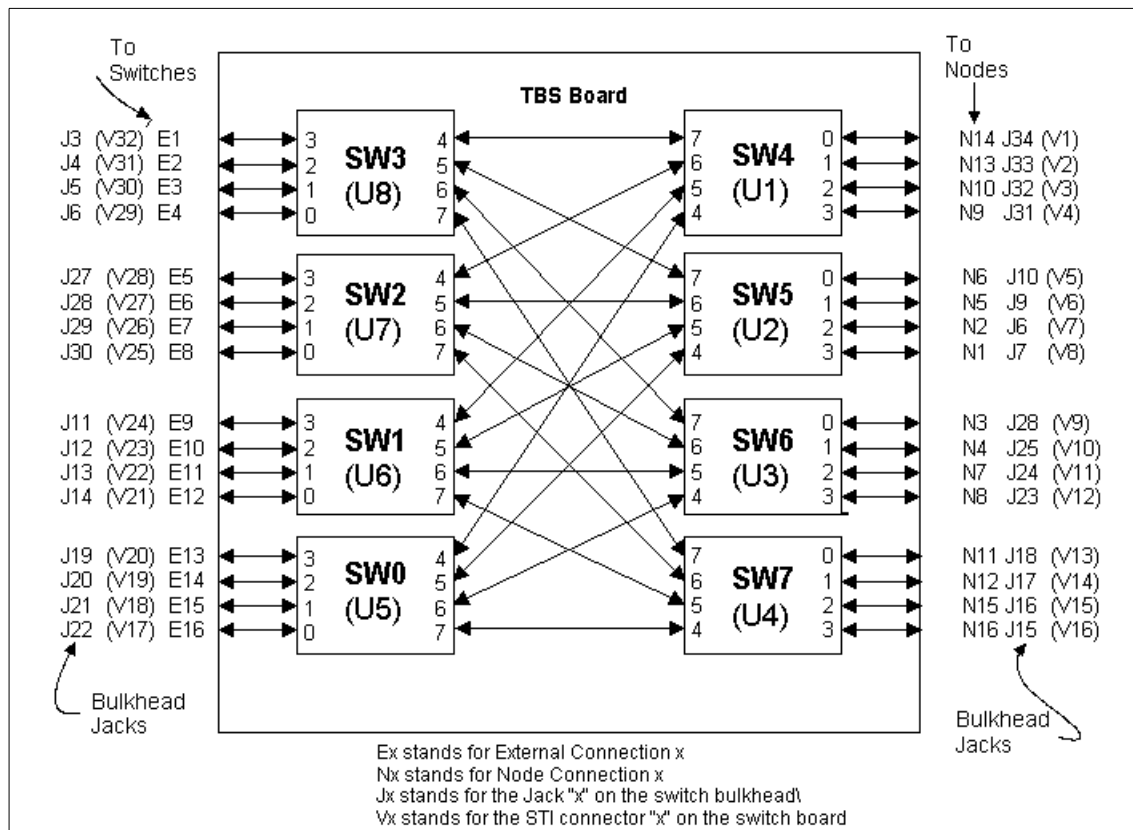 To
Switches
To
Nodes
TBS Board
J3 (V32) E1
J4 (V31) E2
J5 (V30) E3
J6 (V29) E4
3 SW3 4
2 (U8) 5
1 6
0 7
7 SW4 0
6 (U1) 1
5 2
4 3
N14 J34 (V1)
N13 J33 (V2)
N10 J32 (V3)
N9 J31 (V4)
J27 (V28) E5
J28 (V27) E6
J29 (V26) E7
J30 (V25) E8
3 SW2 4
2 (U7) 5
1 6
0 7
7 SW5 0
6 (U2) 1
5 2
4 3
N6 J10 (V5)
N5 J9 (V6)
N2 J6 (V7)
N1 J7 (V8)
J11 (V24) E9
J12 (V23) E10
J13 (V22) E11
J14 (V21) E12
3 SW1 4
2 (U6) 5
1 6
0 7
7 SW6 0
6 (U3) 1
5 2
4 3
N3 J28 (V9)
N4 J25 (V10)
N7 J24 (V11)
N8 J23 (V12)
J19 (V20) E13
J20 (V19) E14
J21 (V18) E15
J22 (V17) E16
3 SW0 4
2 (U5) 5
1 6
0 7
7 SW7 0
6 (U4) 1
5 2
4 3
N11 J18 (V13)
N12 J17 (V14)
N15 J16 (V15)
N16 J15 (V16)
Bulkhead
Jacks
Bulkhead
Jacks
Ex stands for External Connection x
Nx stands for Node Connection x
Jx stands for the Jack "x" on the switch bulkhead\
Vx stands for the STI connector "x" on the switch board